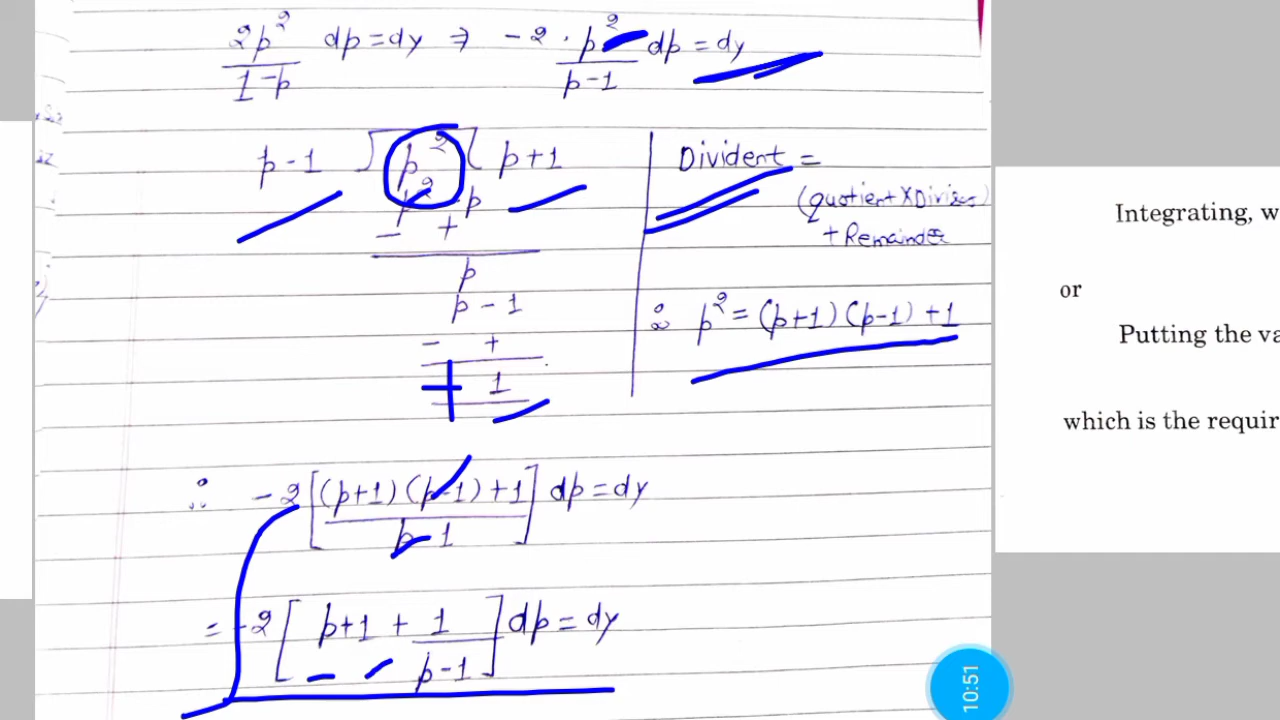 2p² / 1-p dp = dy ⇒ -2 · p² / p-1 dp = dy
p-1 ) p² ( p+1
p² - p
- +
p
p - 1
- +
1
Divident =
(Quotient X Divisor)
+ Remainder
∴ p² = (p+1)(p-1) +1
∴ -2 [ (p+1)(p-1) +1 / p-1 ] dp = dy
= -2 [ p+1 + 1 / p-1 ] dp = dy
Integrating, w
or
Putting the va
which is the requir
10:51